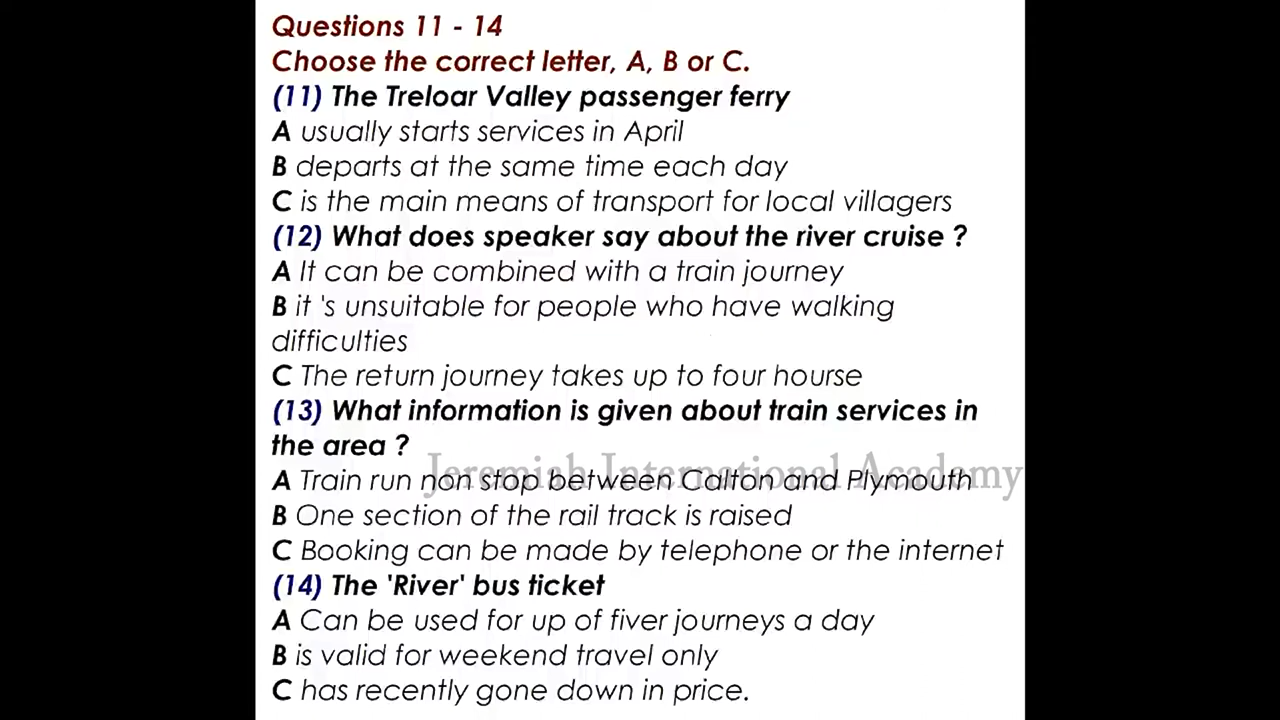 Questions 11 - 14
Choose the correct letter, A, B or C.
(11) The Treloar Valley passenger ferry
A usually starts services in April
B departs at the same time each day
C is the main means of transport for local villagers
(12) What does speaker say about the river cruise ?
A It can be combined with a train journey
B it 's unsuitable for people who have walking
difficulties
C The return journey takes up to four hourse
(13) What information is given about train services in
the area ?
Jeremiah International Academy
A Train run non stop between Calton and Plymouth
B One section of the rail track is raised
C Booking can be made by telephone or the internet
(14) The 'River' bus ticket
A Can be used for up of fiver journeys a day
B is valid for weekend travel only
C has recently gone down in price.